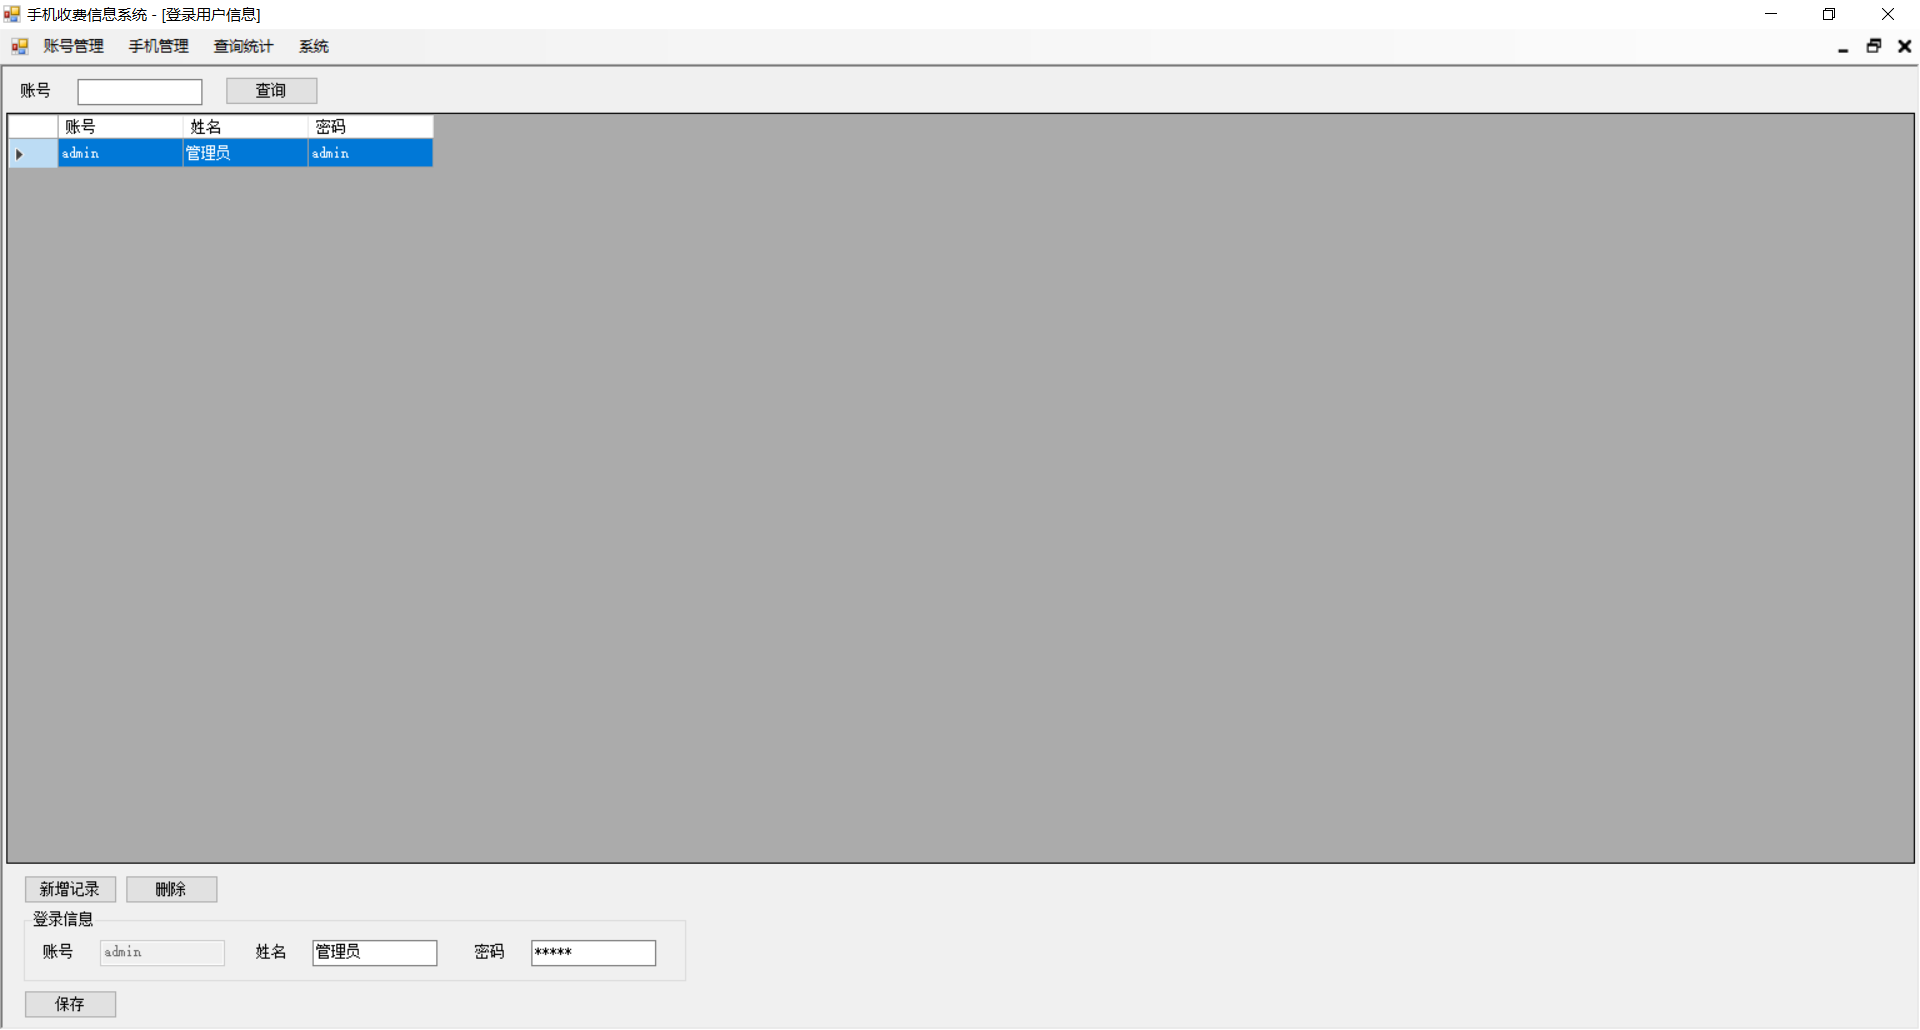 手机收费信息系统 - [登录用户信息]
账号管理 手机管理 查询统计 系统
账号 查询
账号 姓名 密码
admin 管理员 admin
新增记录 删除
登录信息
账号 admin 姓名 管理员 密码 *****
保存